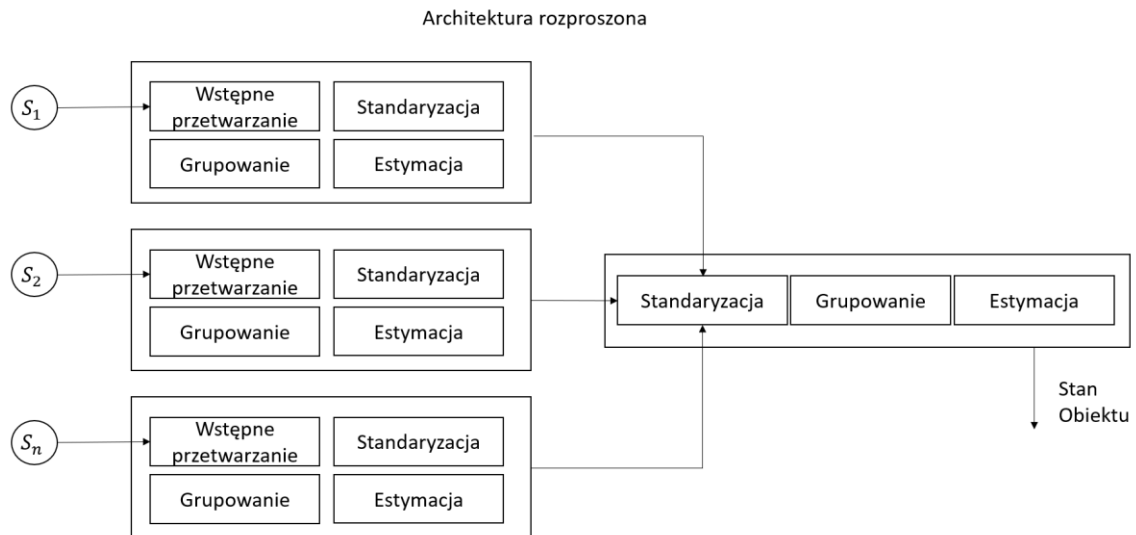 Architektura rozproszona
S₁
Wstępne
przetwarzanie
Standaryzacja
Grupowanie
Estymacja
S₂
Wstępne
przetwarzanie
Standaryzacja
Grupowanie
Estymacja
Sₙ
Wstępne
przetwarzanie
Standaryzacja
Grupowanie
Estymacja
Standaryzacja
Grupowanie
Estymacja
Stan
Obiektu